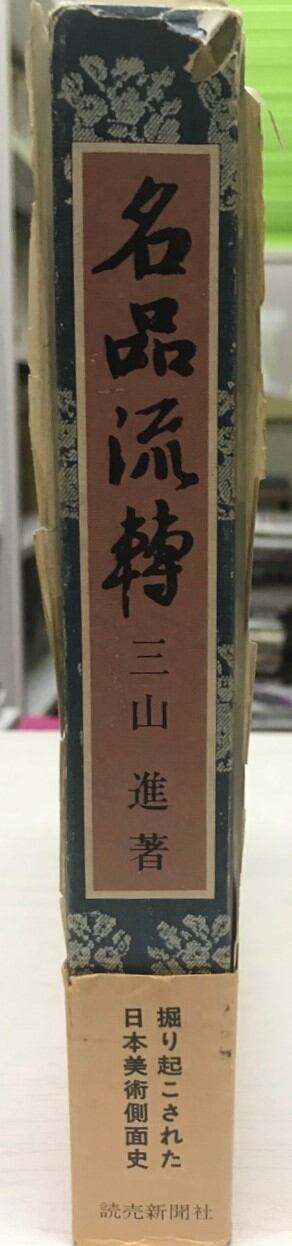 名品流轉
三山進著
掘り起こされた
日本美術側面史
読売新聞社